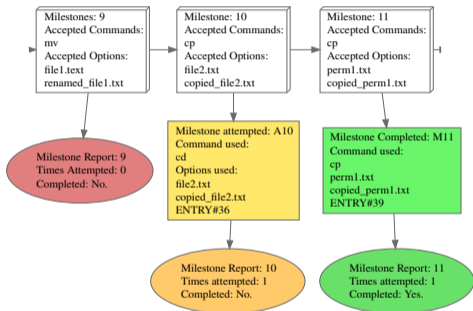 Milestones: 9
Accepted Commands:
mv
Accepted Options:
file1.text
renamed_file1.txt
Milestone: 10
Accepted Commands:
cp
Accepted Options:
file2.txt
copied_file2.txt
Milestone: 11
Accepted Commands:
cp
Accepted Options:
perm1.txt
copied_perm1.txt
Milestone Report: 9
Times Attempted: 0
Completed: No.
Milestone attempted: A10
Command used:
cd
Options used:
file2.txt
copied_file2.txt
ENTRY#36
Milestone Completed: M11
Command used:
cp
perm1.txt
copied_perm1.txt
ENTRY#39
Milestone Report: 10
Times attempted: 1
Completed: No.
Milestone Report: 11
Times attempted: 1
Completed: Yes.